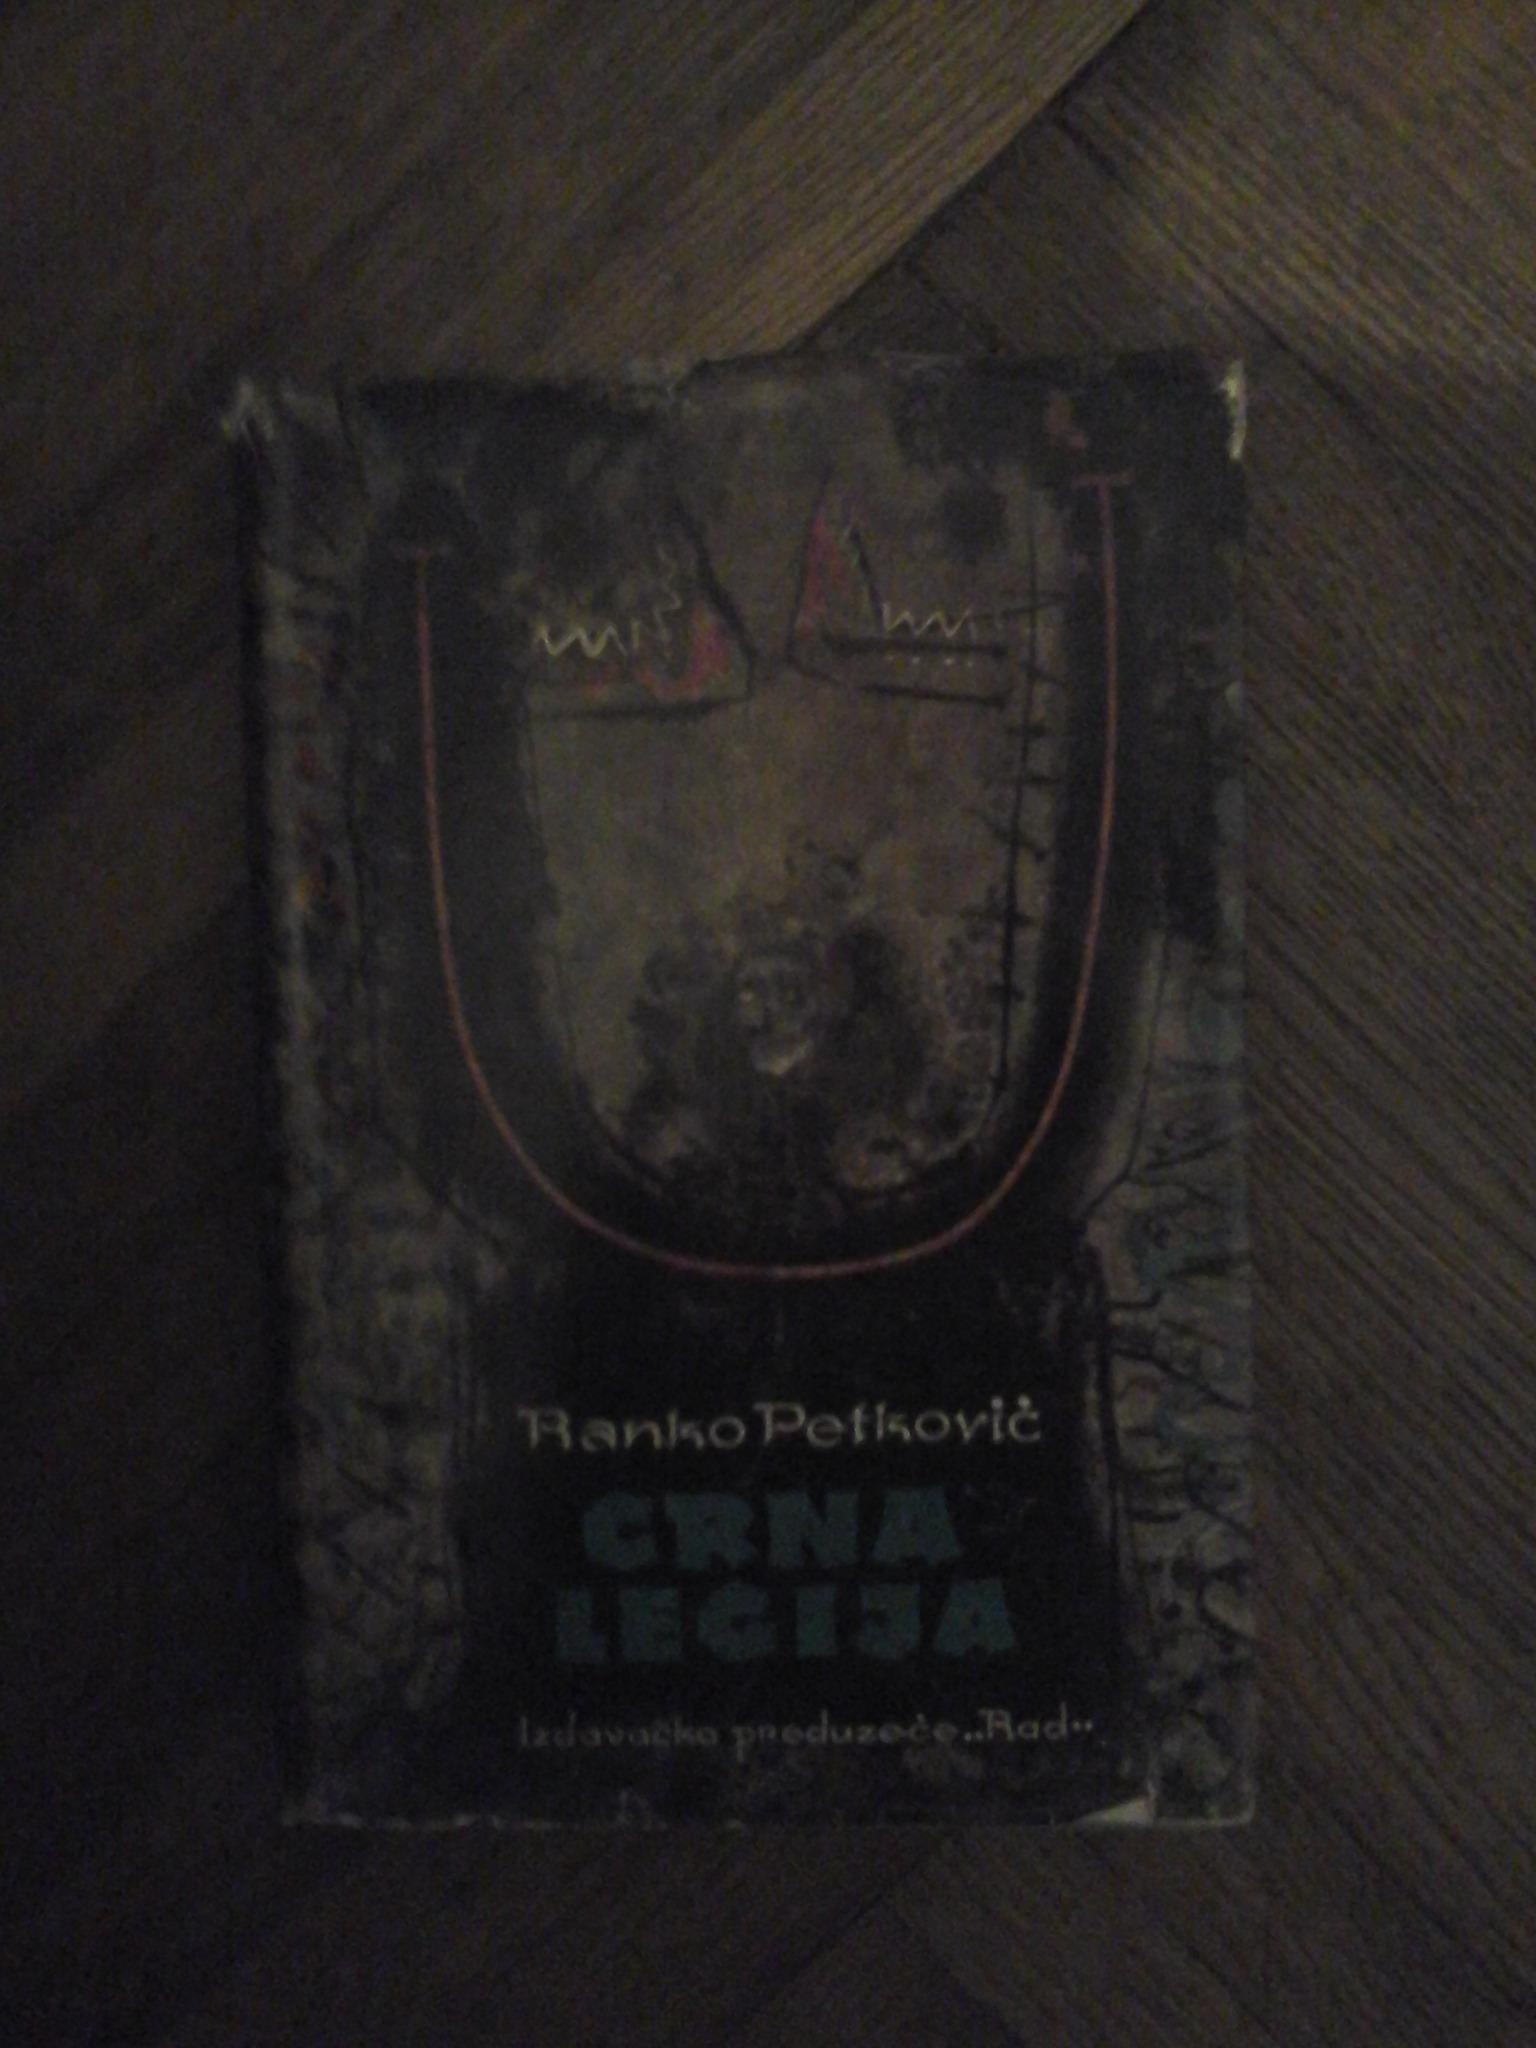 Ranko Petković
CRNA
LEGIJA
Izdavačko preduzeće „Rad”